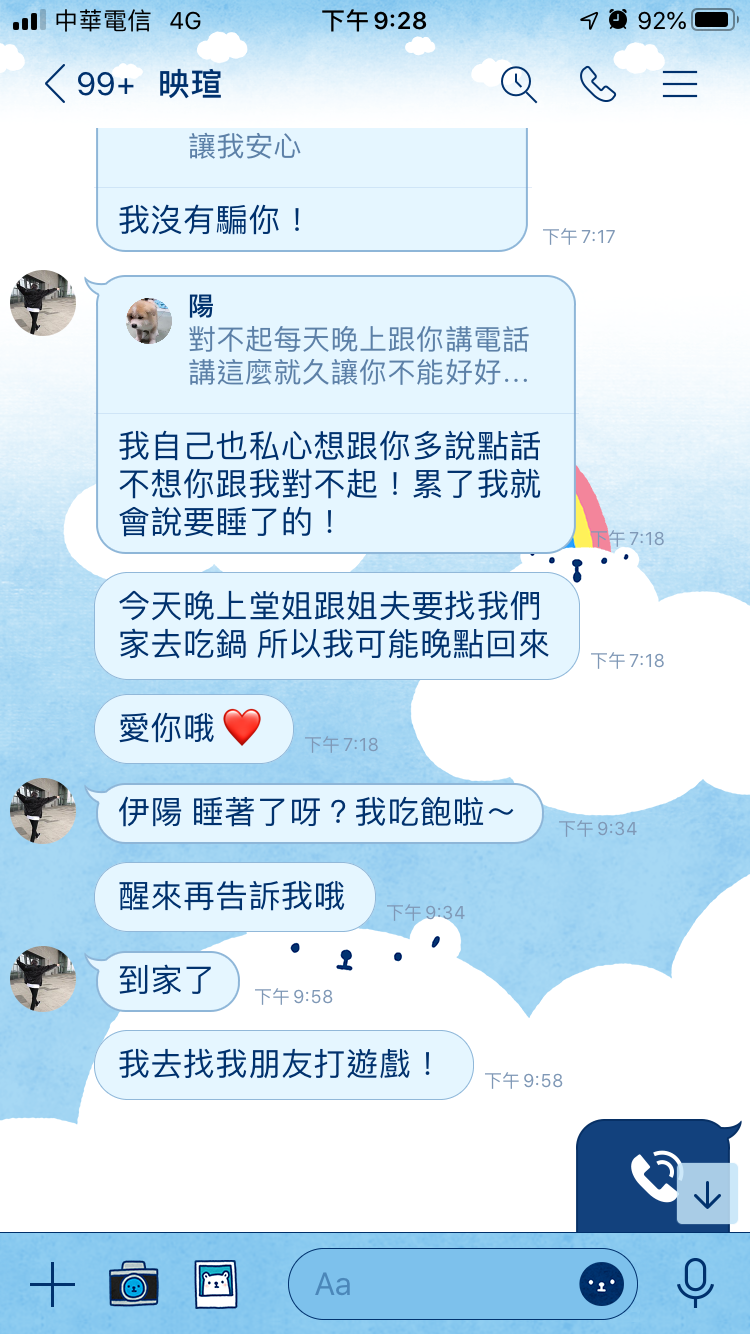 中華電信 4G 下午 9:28 92%
99+ 映瑄
讓我安心
我沒有騙你！
下午 7:17
陽
對不起每天晚上跟你講電話
講這麼就久讓你不能好好...
我自己也私心想跟你多說點話
不想你跟我對不起！累了我就
會說要睡了的！
下午 7:18
今天晚上堂姐跟姐夫要找我們
家去吃鍋 所以我可能晚點回來
下午 7:18
愛你哦❤️
下午 7:18
伊陽 睡著了呀？我吃飽啦～
下午 9:34
醒來再告訴我哦
下午 9:34
到家了
下午 9:58
我去找我朋友打遊戲！
下午 9:58
Aa